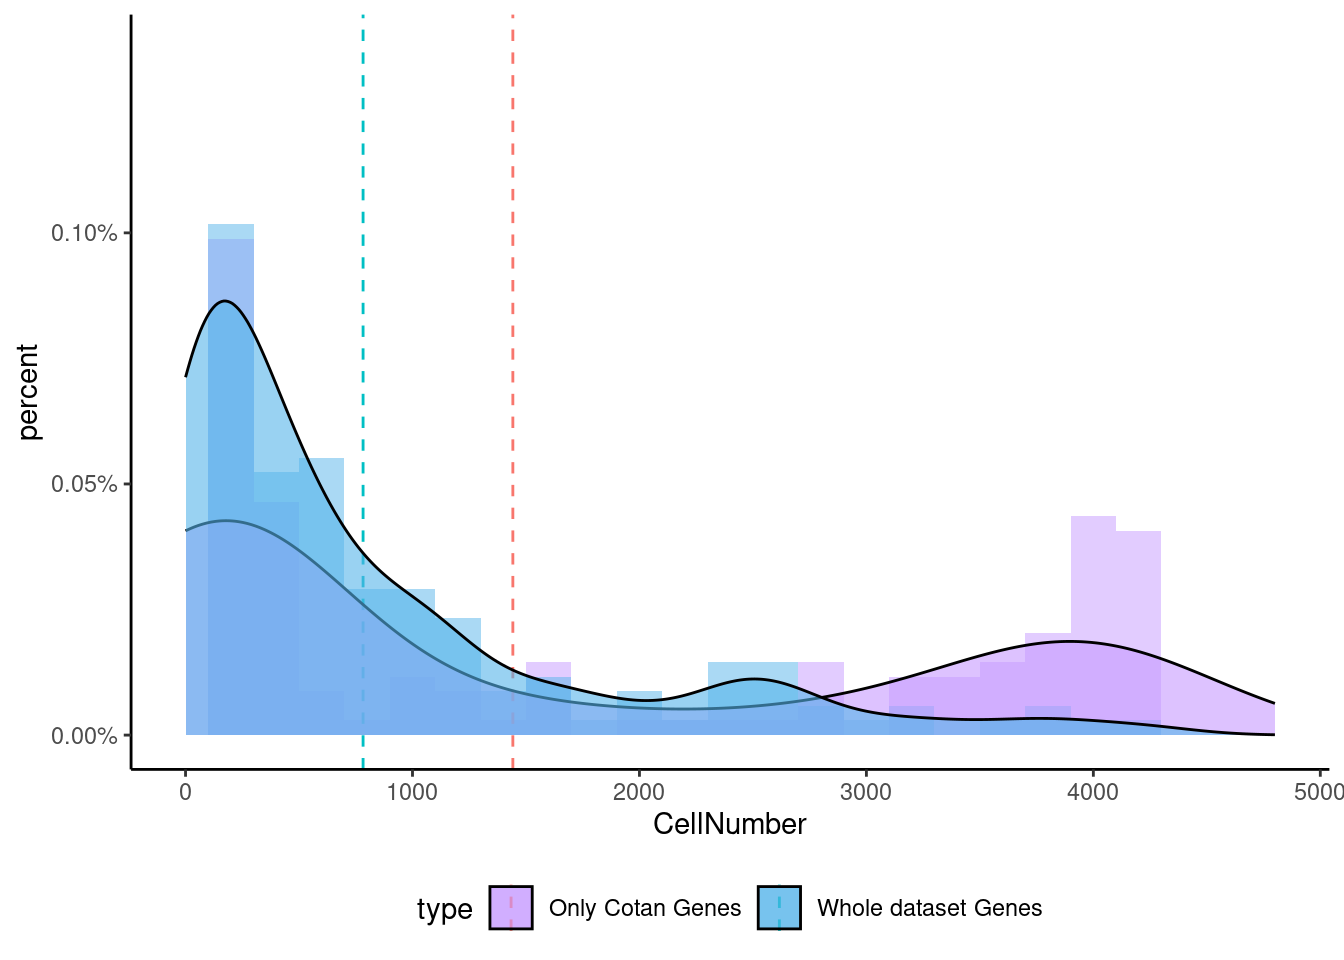 percent
0.10%
0.05%
0.00%
0 1000 2000 3000 4000 5000
CellNumber
type Only Cotan Genes Whole dataset Genes